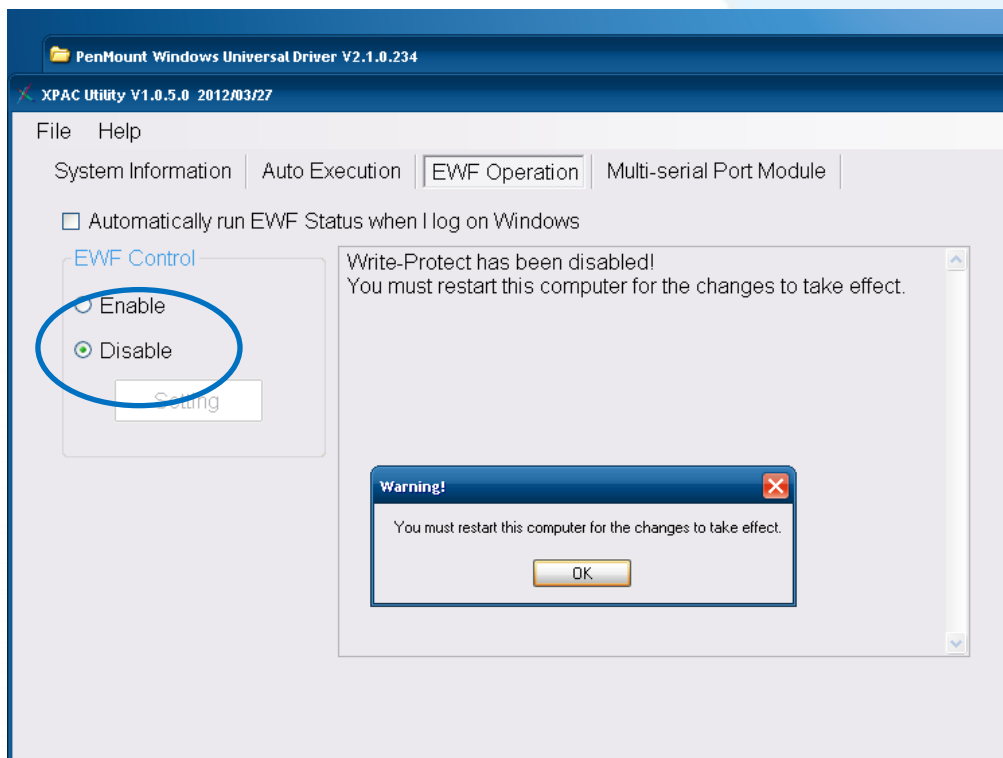 PenMount Windows Universal Driver V2.1.0.234
XPAC Utility V1.0.5.0 2012/03/27
File Help
System Information Auto Execution EWF Operation Multi-serial Port Module
Automatically run EWF Status when I log on Windows
EWF Control
Enable
Disable
Setting
Write-Protect has been disabled!
You must restart this computer for the changes to take effect.
Warning!
You must restart this computer for the changes to take effect.
OK